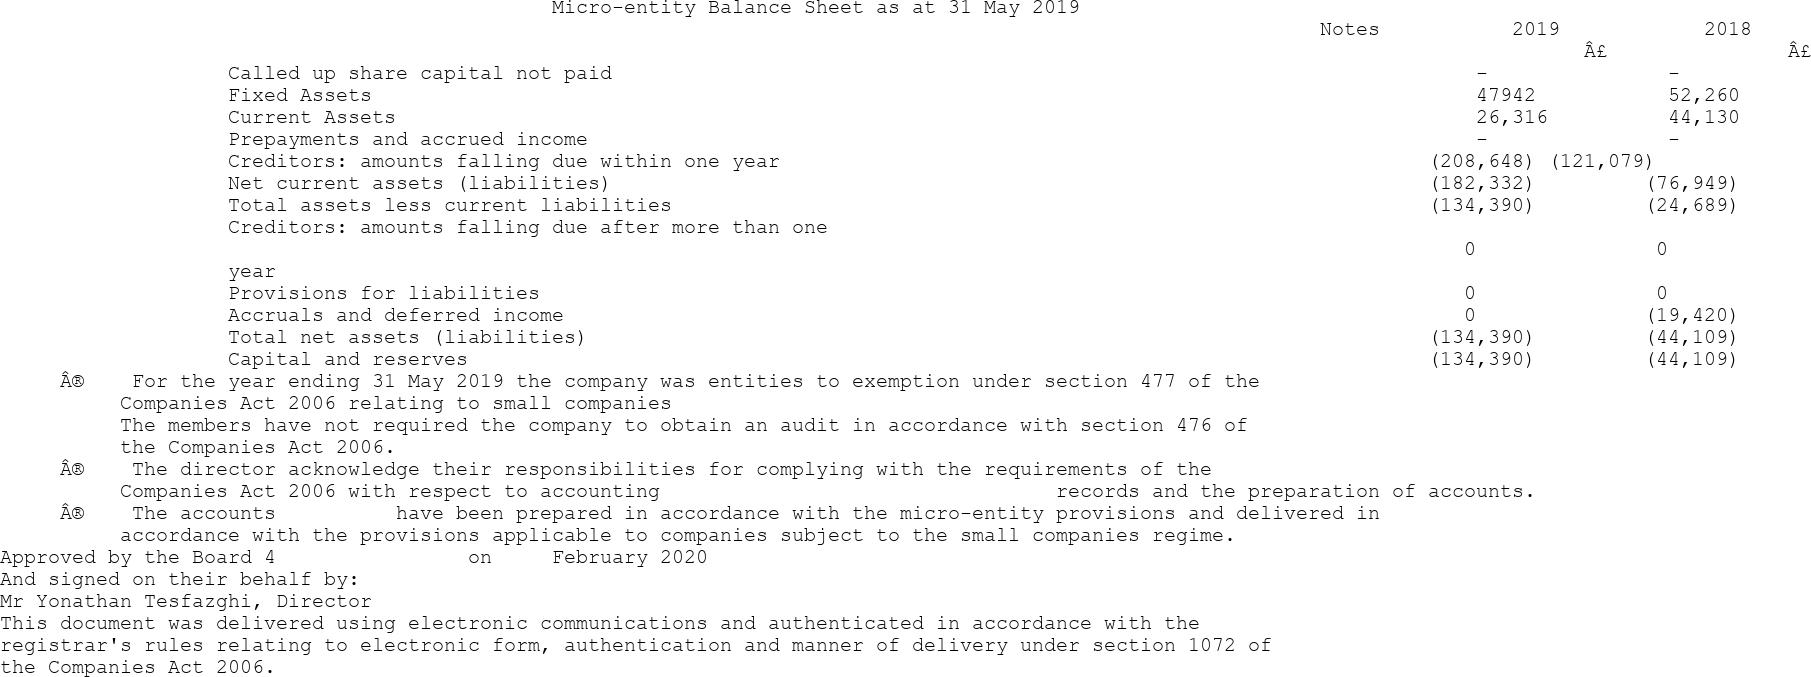 Micro-entity Balance Sheet as at 31 May 2019
Notes 2019 2018
Â£ Â£
Called up share capital not paid - -
Fixed Assets 47942 52,260
Current Assets 26,316 44,130
Prepayments and accrued income - -
Creditors: amounts falling due within one year (208,648) (121,079)
Net current assets (liabilities) (182,332) (76,949)
Total assets less current liabilities (134,390) (24,689)
Creditors: amounts falling due after more than one
0 0
year
Provisions for liabilities 0 0
Accruals and deferred income 0 (19,420)
Total net assets (liabilities) (134,390) (44,109)
Capital and reserves (134,390) (44,109)
Â® For the year ending 31 May 2019 the company was entities to exemption under section 477 of the
Companies Act 2006 relating to small companies
The members have not required the company to obtain an audit in accordance with section 476 of
the Companies Act 2006.
Â® The director acknowledge their responsibilities for complying with the requirements of the
Companies Act 2006 with respect to accounting records and the preparation of accounts.
Â® The accounts have been prepared in accordance with the micro-entity provisions and delivered in
accordance with the provisions applicable to companies subject to the small companies regime.
Approved by the Board 4 on February 2020
And signed on their behalf by:
Mr Yonathan Tesfazghi, Director
This document was delivered using electronic communications and authenticated in accordance with the
registrar's rules relating to electronic form, authentication and manner of delivery under section 1072 of
the Companies Act 2006.